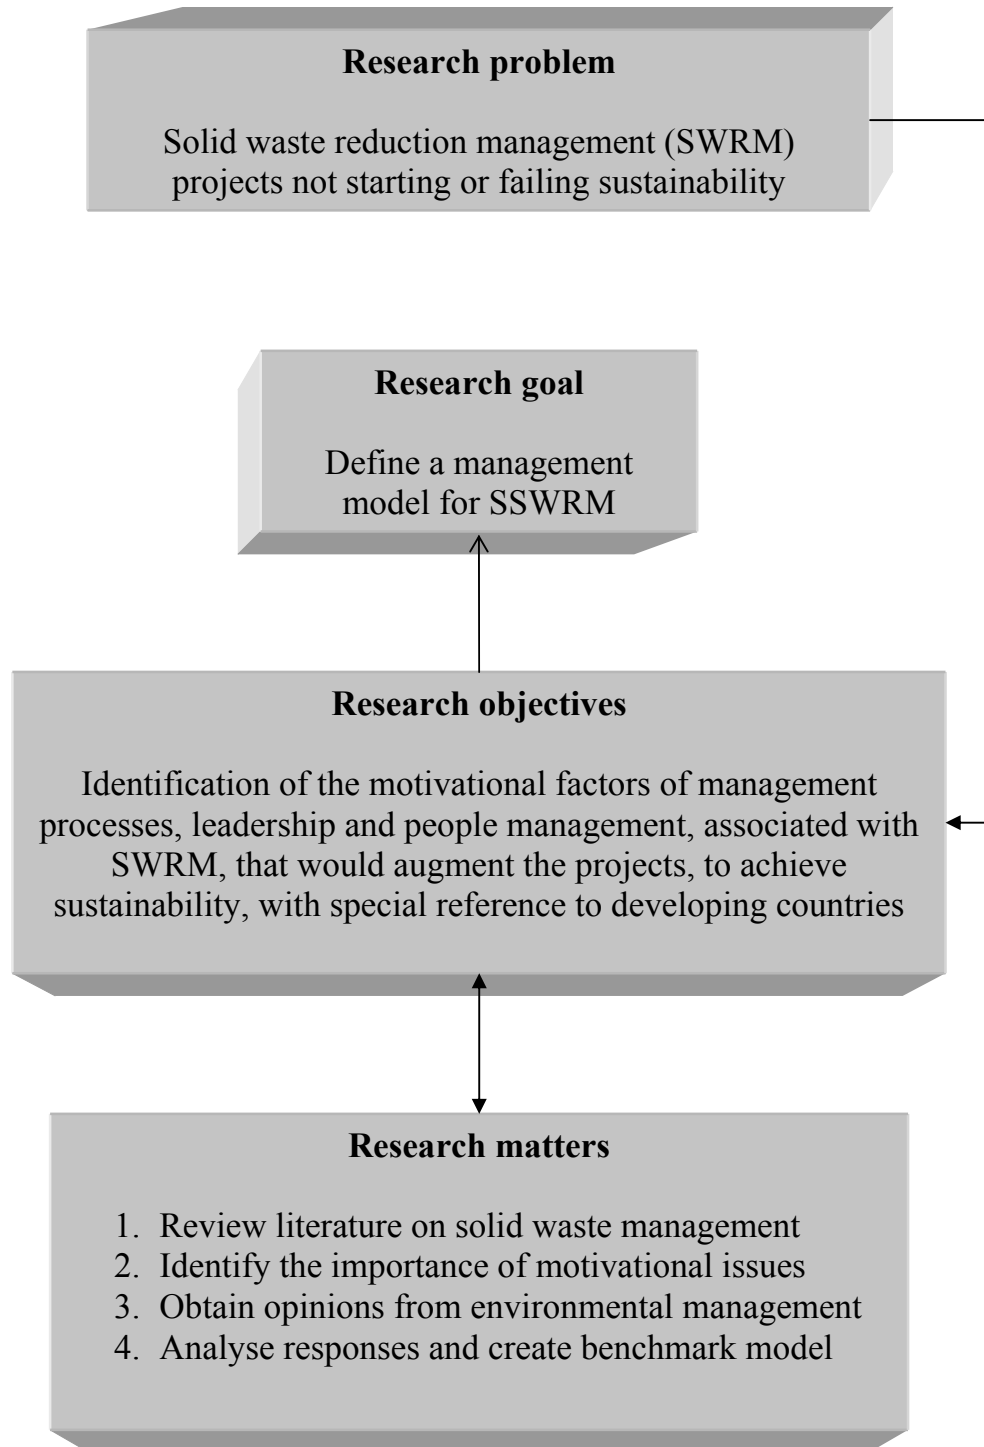 Research problem
Solid waste reduction management (SWRM)
projects not starting or failing sustainability
Research goal
Define a management
model for SSWRM
Research objectives
Identification of the motivational factors of management
processes, leadership and people management, associated with
SWRM, that would augment the projects, to achieve
sustainability, with special reference to developing countries
Research matters
1. Review literature on solid waste management
2. Identify the importance of motivational issues
3. Obtain opinions from environmental management
4. Analyse responses and create benchmark model